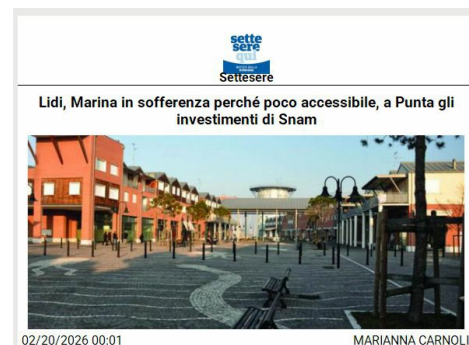 sette
sere
qui
Settesere
Lidi, Marina in sofferenza perché poco accessibile, a Punta gli
investimenti di Snam
02/20/2026 00:01
MARIANNA CARNOLI